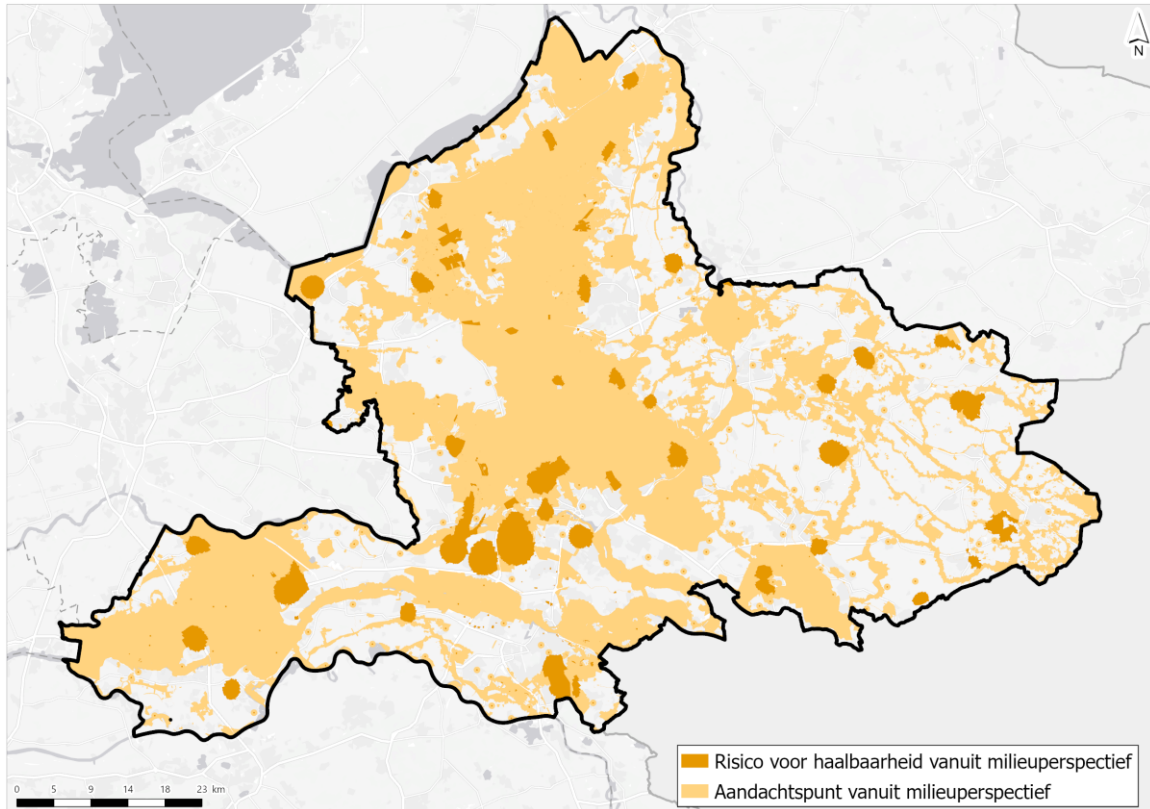 N
Risico voor haalbaarheid vanuit milieuperspectief
Aandachtspunt vanuit milieuperspectief
0 5 9 14 18 23 km